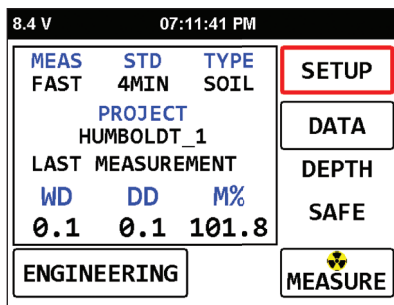 8.4 V 07:11:41 PM
MEAS STD TYPE
FAST 4MIN SOIL
PROJECT
HUMBOLDT_1
LAST MEASUREMENT
WD DD M%
0.1 0.1 101.8
ENGINEERING
SETUP
DATA
DEPTH
SAFE
MEASURE